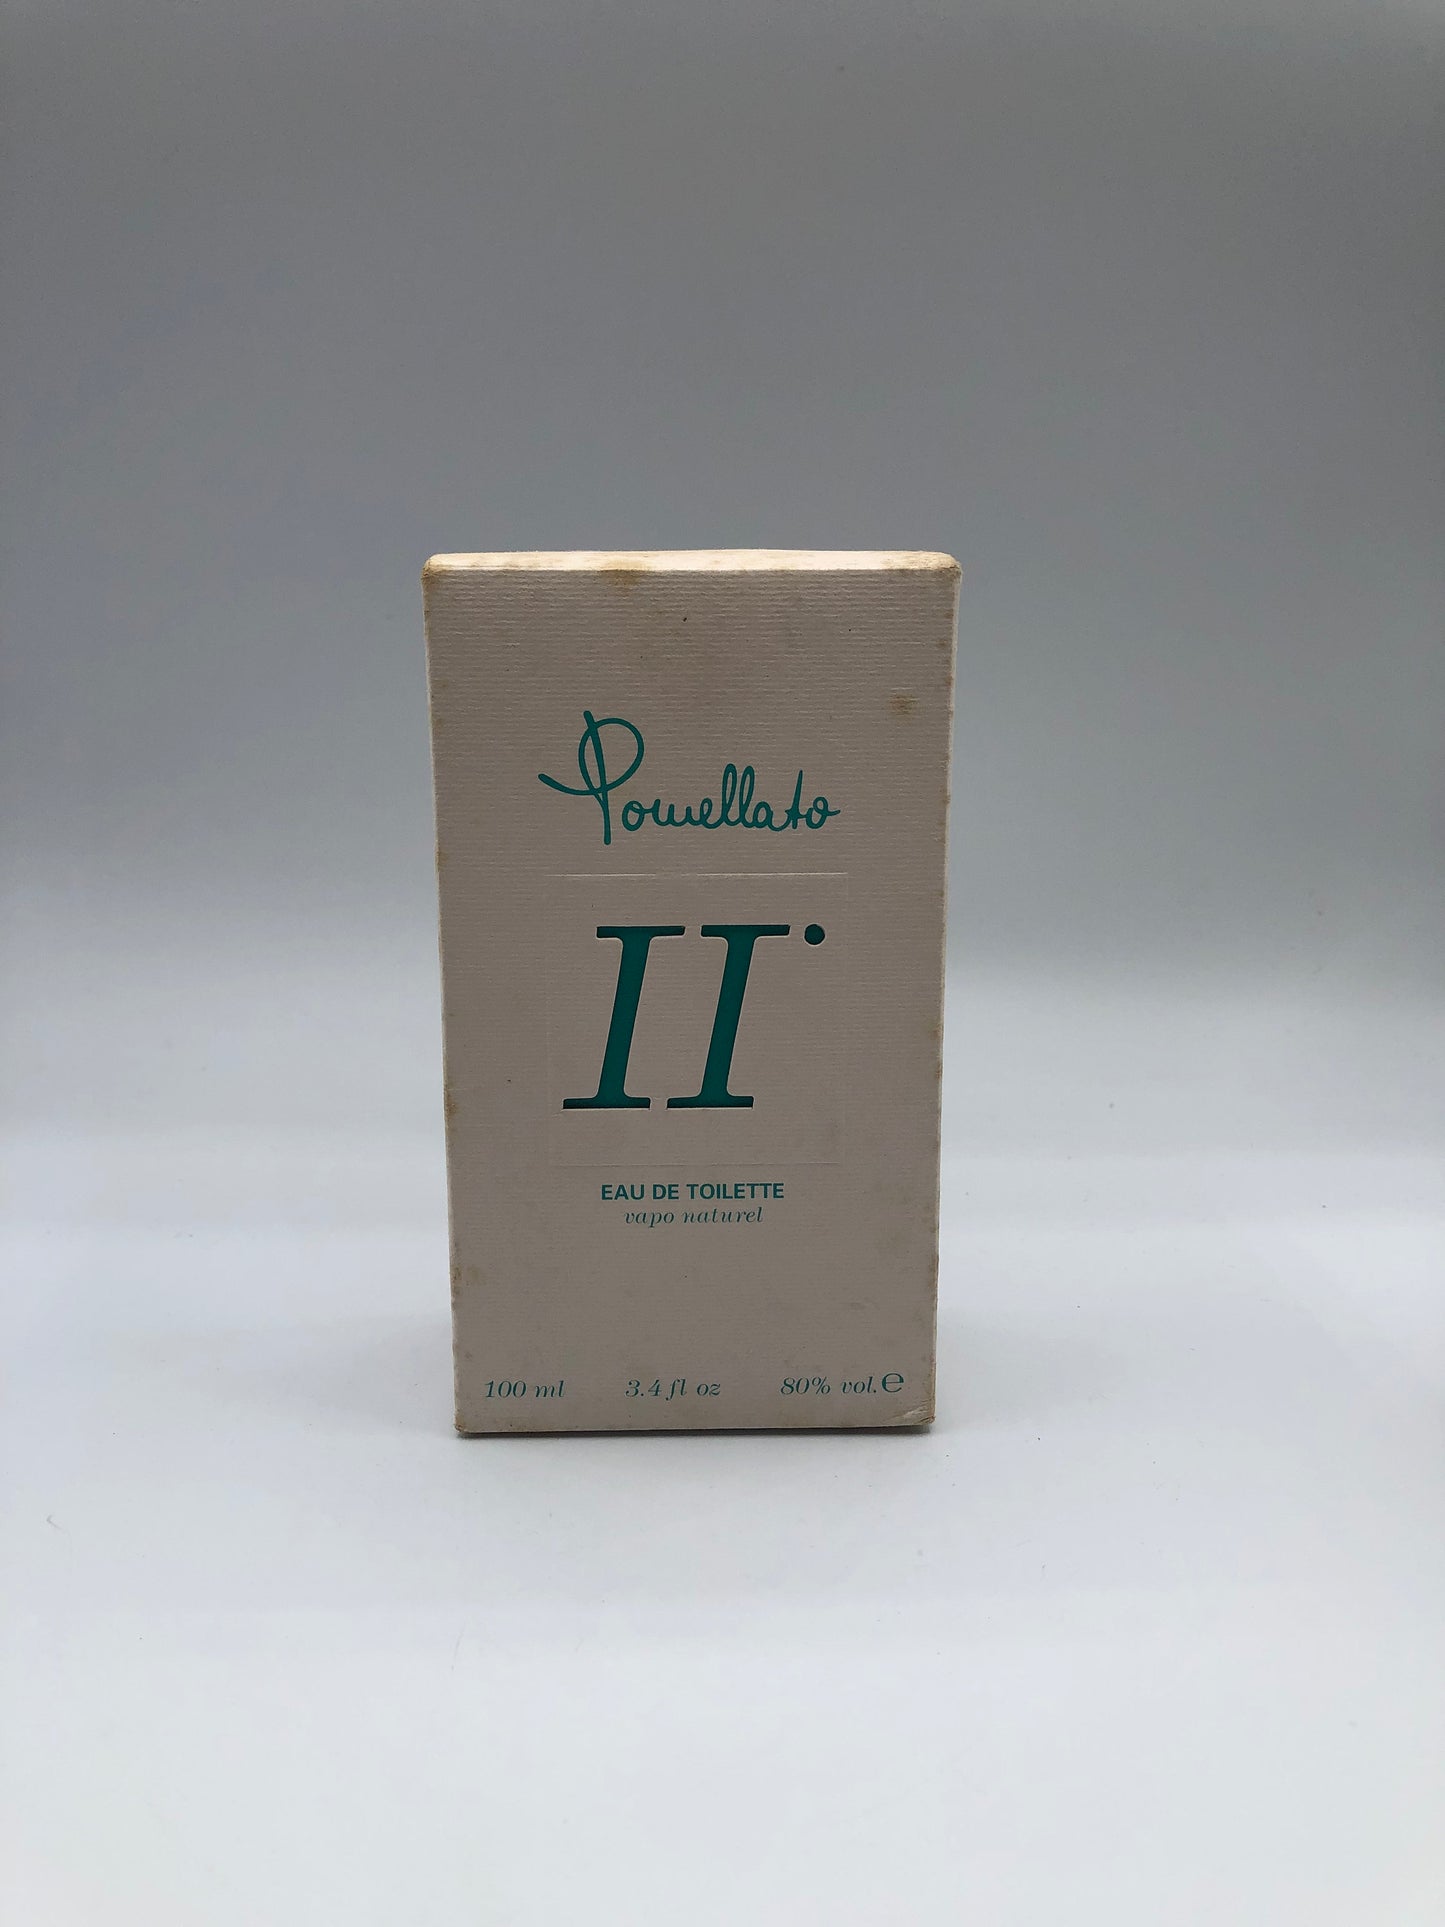 Pomellato
II•
EAU DE TOILETTE
vapo naturel
100 ml 3.4 fl oz 80% vol. ℮